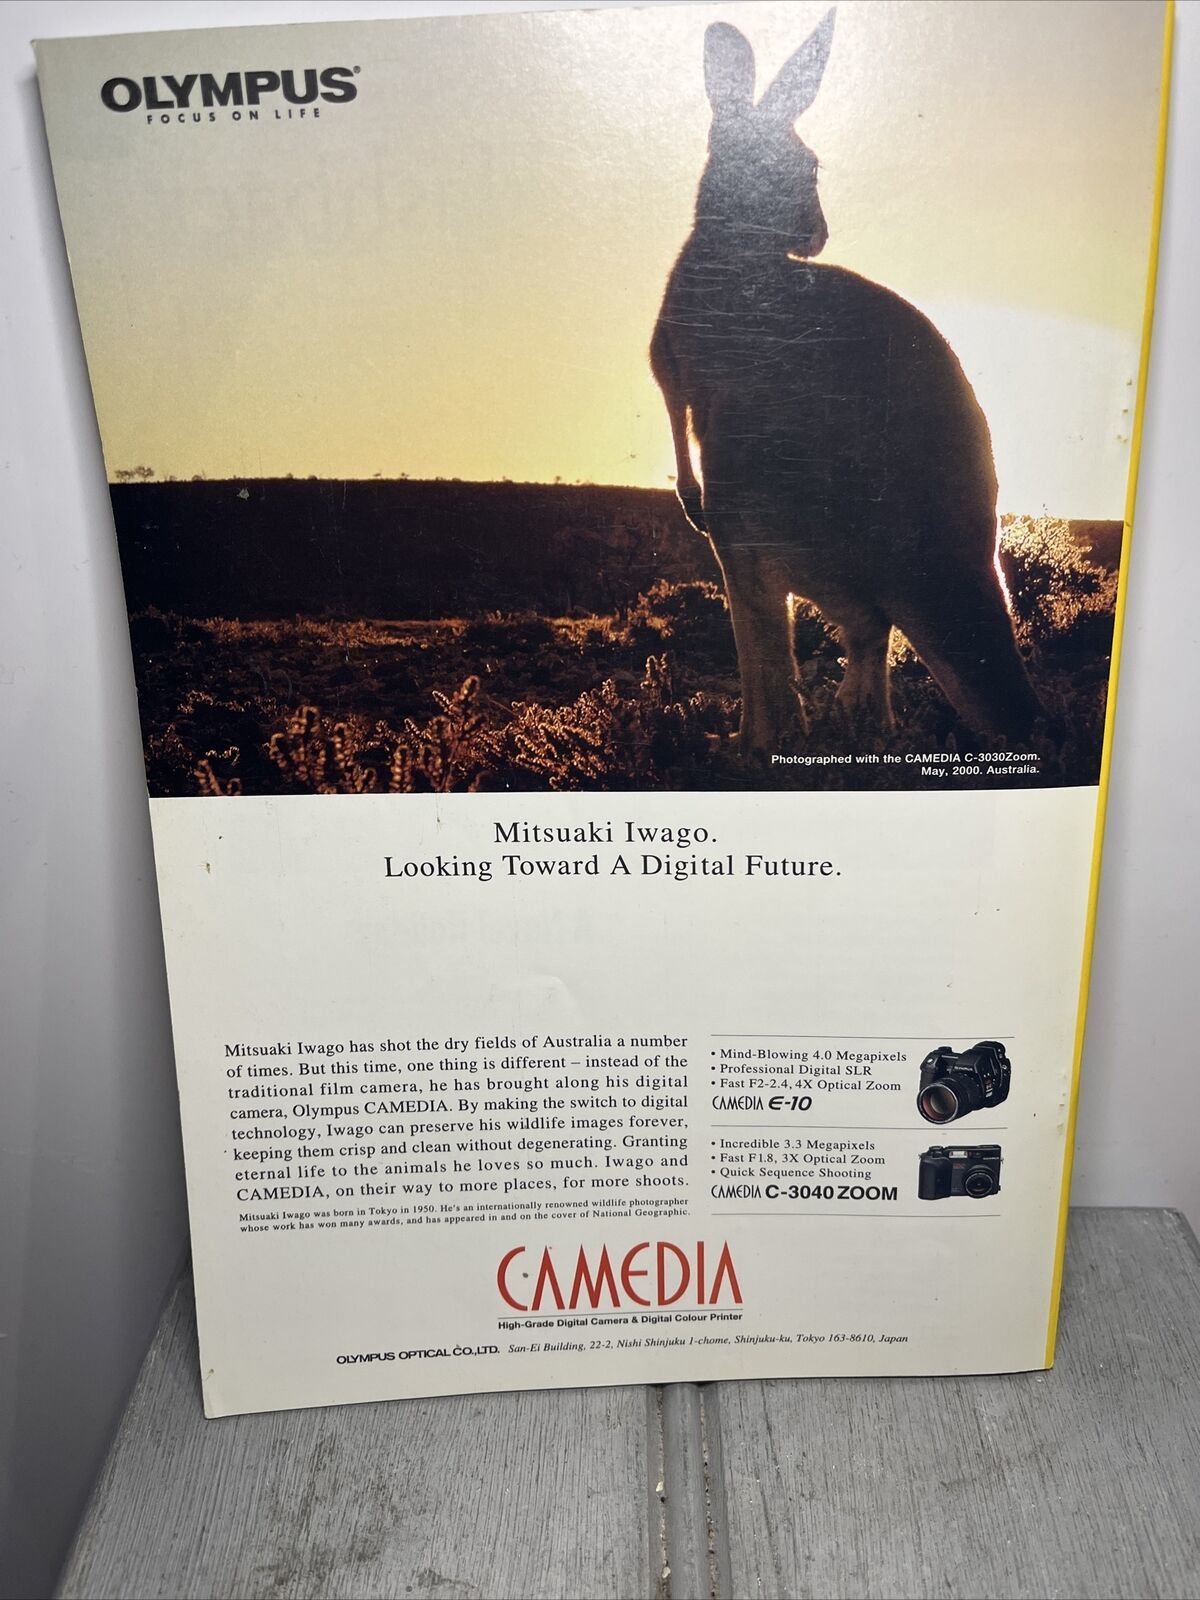 OLYMPUS®
FOCUS ON LIFE
Photographed with the CAMEDIA C-3030Zoom.
May, 2000. Australia.
Mitsuaki Iwago.
Looking Toward A Digital Future.
Mitsuaki Iwago has shot the dry fields of Australia a number
of times. But this time, one thing is different – instead of the
traditional film camera, he has brought along his digital
camera, Olympus CAMEDIA. By making the switch to digital
technology, Iwago can preserve his wildlife images forever,
keeping them crisp and clean without degenerating. Granting
eternal life to the animals he loves so much. Iwago and
CAMEDIA, on their way to more places, for more shoots.
Mitsuaki Iwago was born in Tokyo in 1950. He's an internationally renowned wildlife photographer
whose work has won many awards, and has appeared in and on the cover of National Geographic.
• Mind-Blowing 4.0 Megapixels
• Professional Digital SLR
• Fast F2-2.4, 4X Optical Zoom
CAMEDIA E-10
• Incredible 3.3 Megapixels
• Fast F1.8, 3X Optical Zoom
• Quick Sequence Shooting
CAMEDIA C-3040 ZOOM
CAMEDIA
High-Grade Digital Camera & Digital Colour Printer
OLYMPUS OPTICAL CO.,LTD. San-Ei Building, 22-2, Nishi Shinjuku 1-chome, Shinjuku-ku, Tokyo 163-8610, Japan